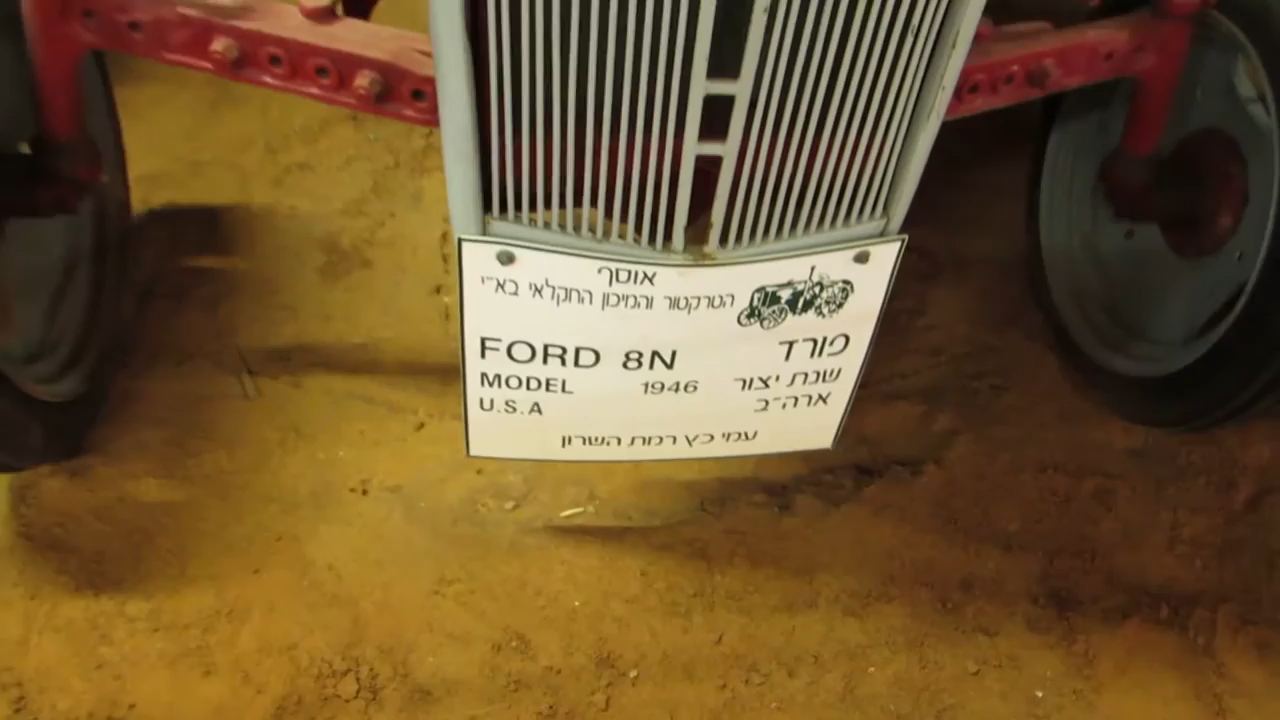 אוסף
הטרקטור והמיכון החקלאי בא"י
FORD 8N פורד
MODEL 1946 שנת יצור
U.S.A ארה"ב
עמי כץ רמת השרון